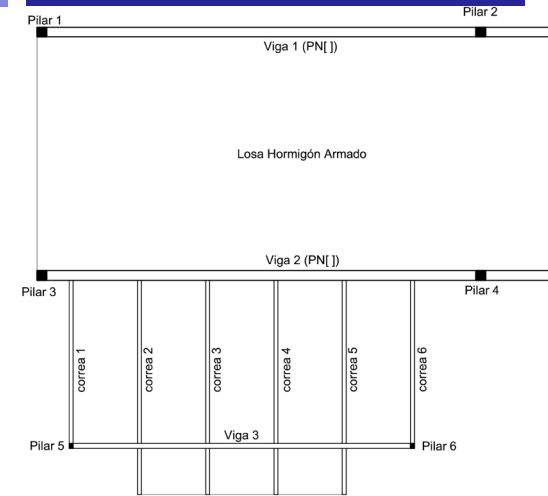 Pilar 1
Pilar 2
Viga 1 (PN[ ])
Losa Hormigón Armado
Viga 2 (PN[ ])
Pilar 3
Pilar 4
correa 1
correa 2
correa 3
correa 4
correa 5
correa 6
Viga 3
Pilar 5
Pilar 6